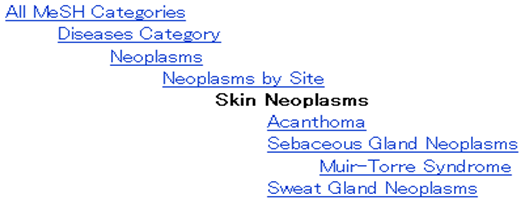 All MeSH Categories
Diseases Category
Neoplasms
Neoplasms by Site
Skin Neoplasms
Acanthoma
Sebaceous Gland Neoplasms
Muir-Torre Syndrome
Sweat Gland Neoplasms